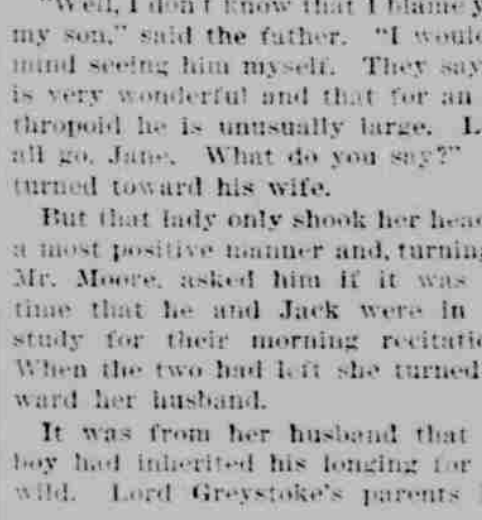 "Well, I don't know that I blame y
my son," said the father. "I woul
mind seeing him myself. They say
is very wonderful and that for an
thropoid he is unusually large. L
all go, Jane. What do you say?"
turned toward his wife.
But that lady only shook her hea
a most positive manner and, turning
Mr. Moore, asked him if it was
time that he and Jack were in
study for their morning recitati
When the two had left she turned
ward her husband.
It was from her husband that
boy had inherited his longing for
wild. Lord Greystoke's parents